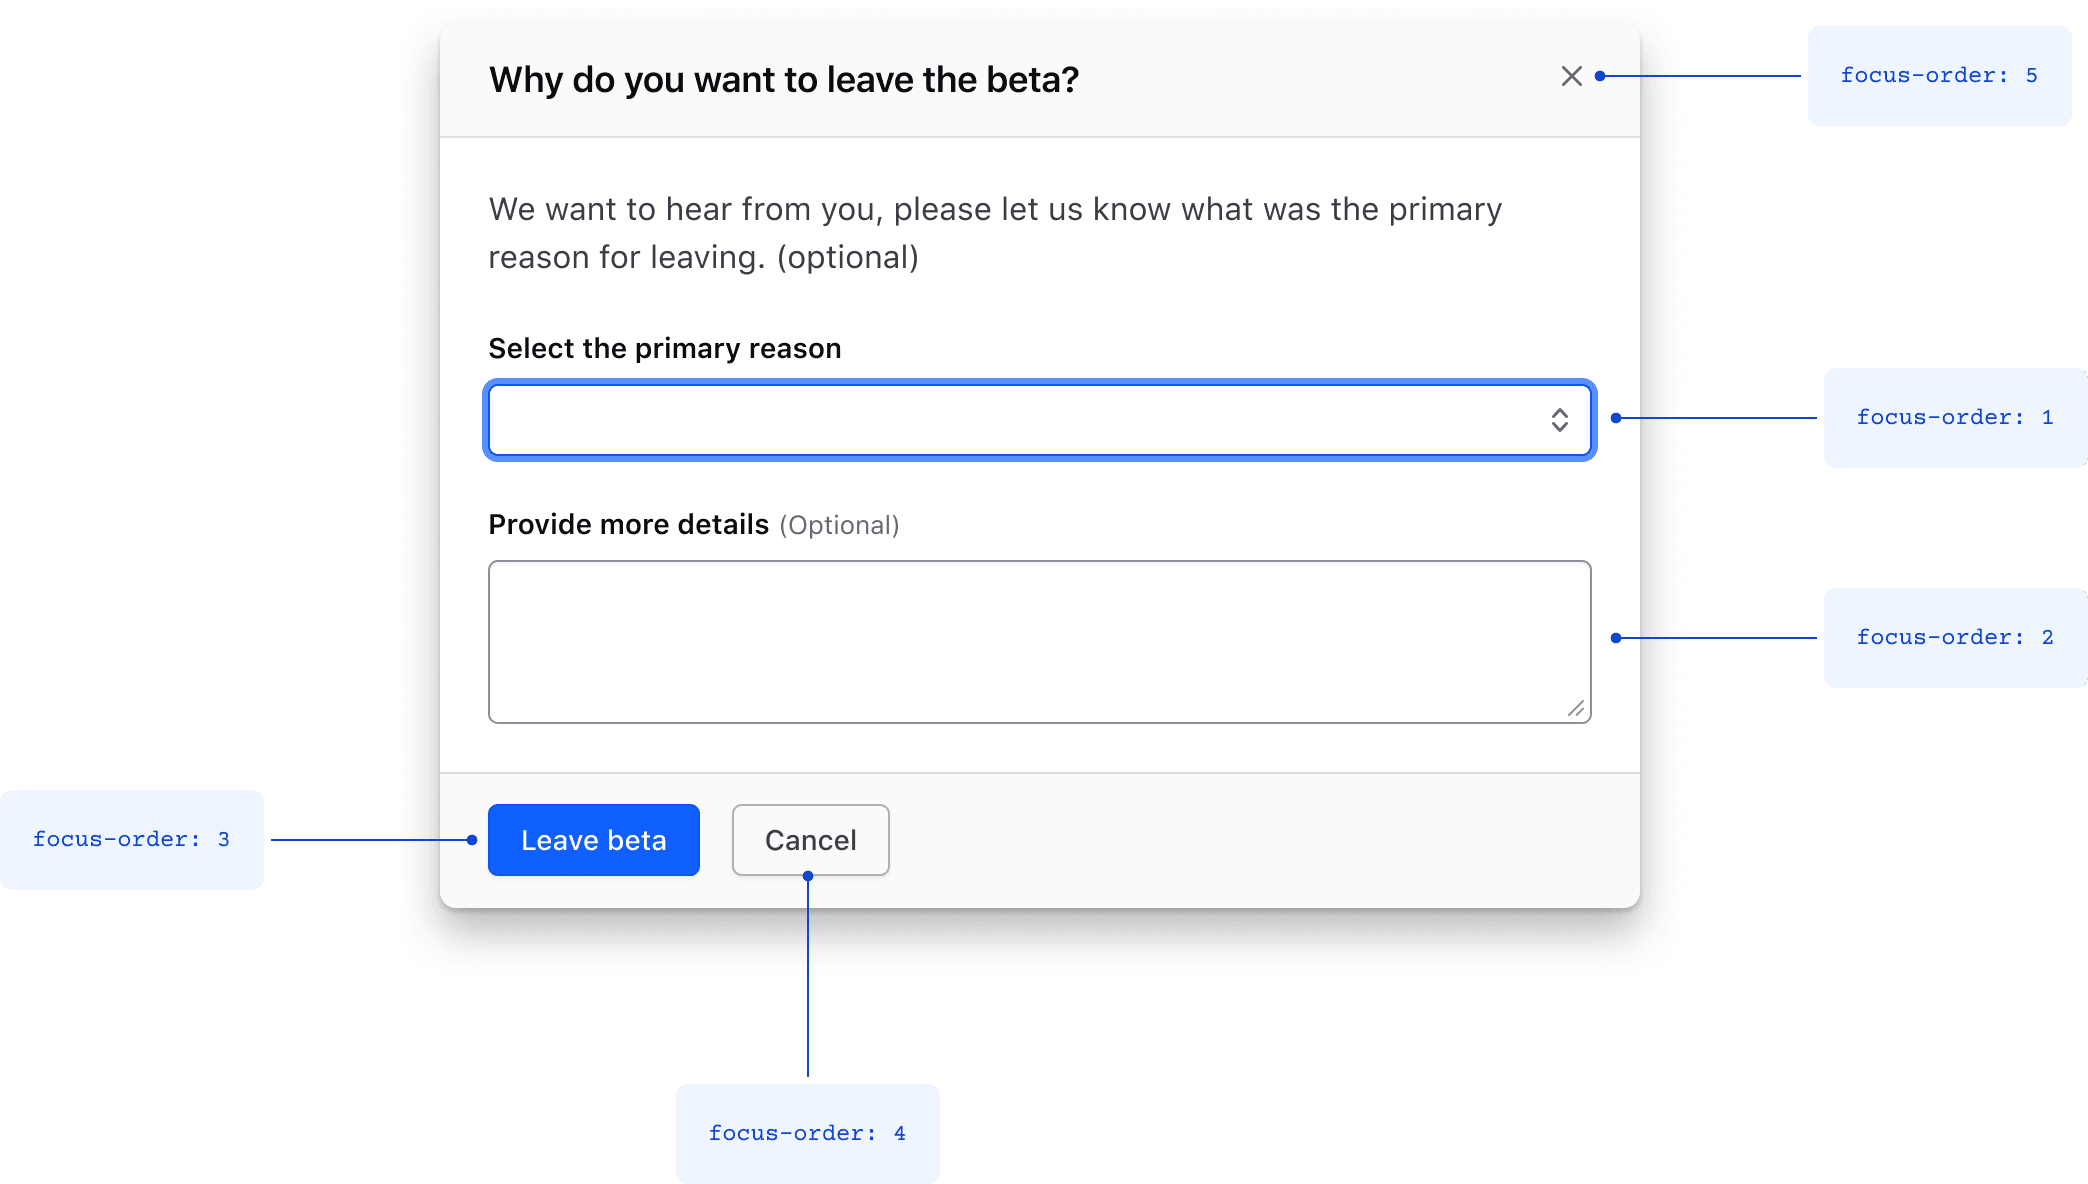 Why do you want to leave the beta?
focus-order: 5
We want to hear from you, please let us know what was the primary
reason for leaving. (optional)
Select the primary reason
focus-order: 1
Provide more details (Optional)
focus-order: 2
focus-order: 3
Leave beta
Cancel
focus-order: 4